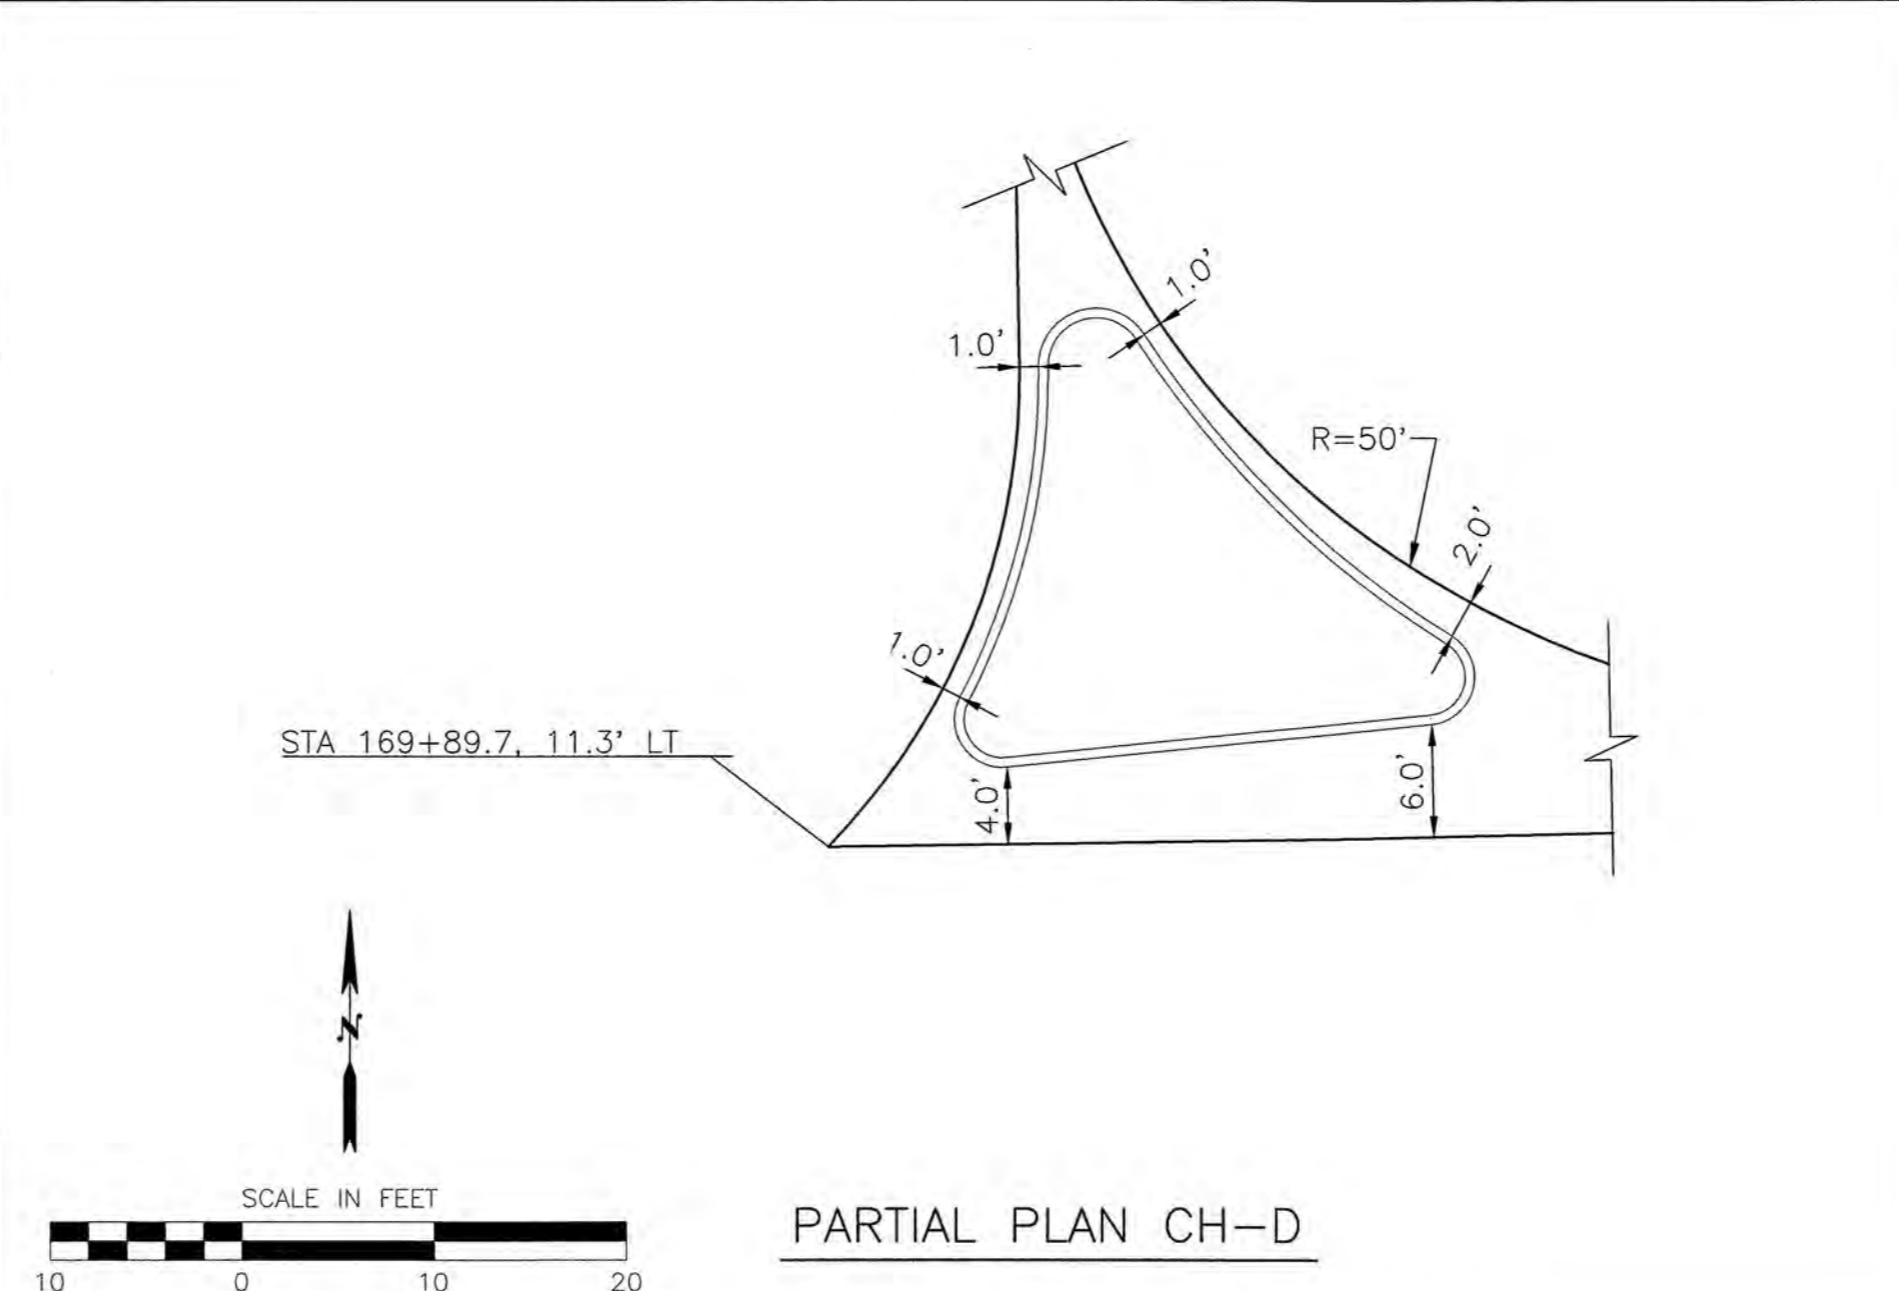 1.0'
1.0'
R=50'
2.0'
1.0'
STA 169+89.7, 11.3' LT
4.0'
6.0'
N
SCALE IN FEET
10 0 10 20
PARTIAL PLAN CH-D